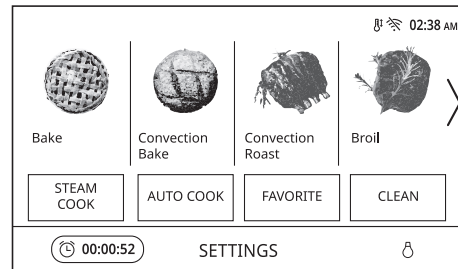 02:38 AM
Bake
Convection
Bake
Convection
Roast
Broil
STEAM
COOK
AUTO COOK
FAVORITE
CLEAN
00:00:52
SETTINGS